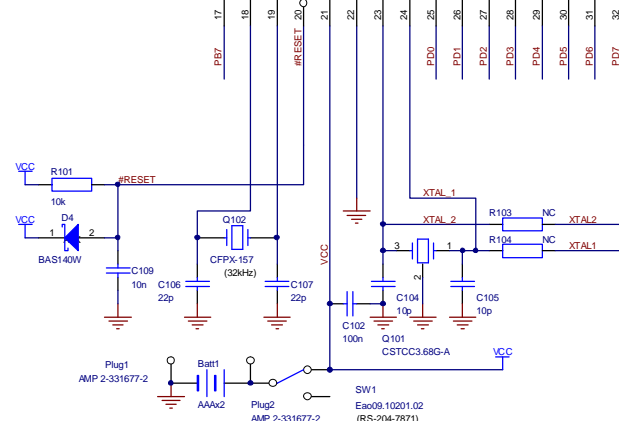 17
18
19
20
21
22
23
24
25
26
27
28
29
30
31
32
PB7
#RESET
PD0
PD1
PD2
PD3
PD4
PD5
PD6
PD7
VCC
R101
10k
#RESET
VCC
D4
1
2
BAS140W
C109
10n
Q102
CFPX-157
(32kHz)
C106
22p
C107
22p
VCC
XTAL_1
XTAL_2
R103
NC
XTAL2
R104
NC
XTAL1
3
1
2
C104
10p
C105
10p
C102
100n
Q101
CSTCC3.68G-A
VCC
Plug1
AMP 2-331677-2
Batt1
AAAx2
Plug2
AMP 2-331677-2
SW1
Eao09.10201.02
(RS-204-7871)